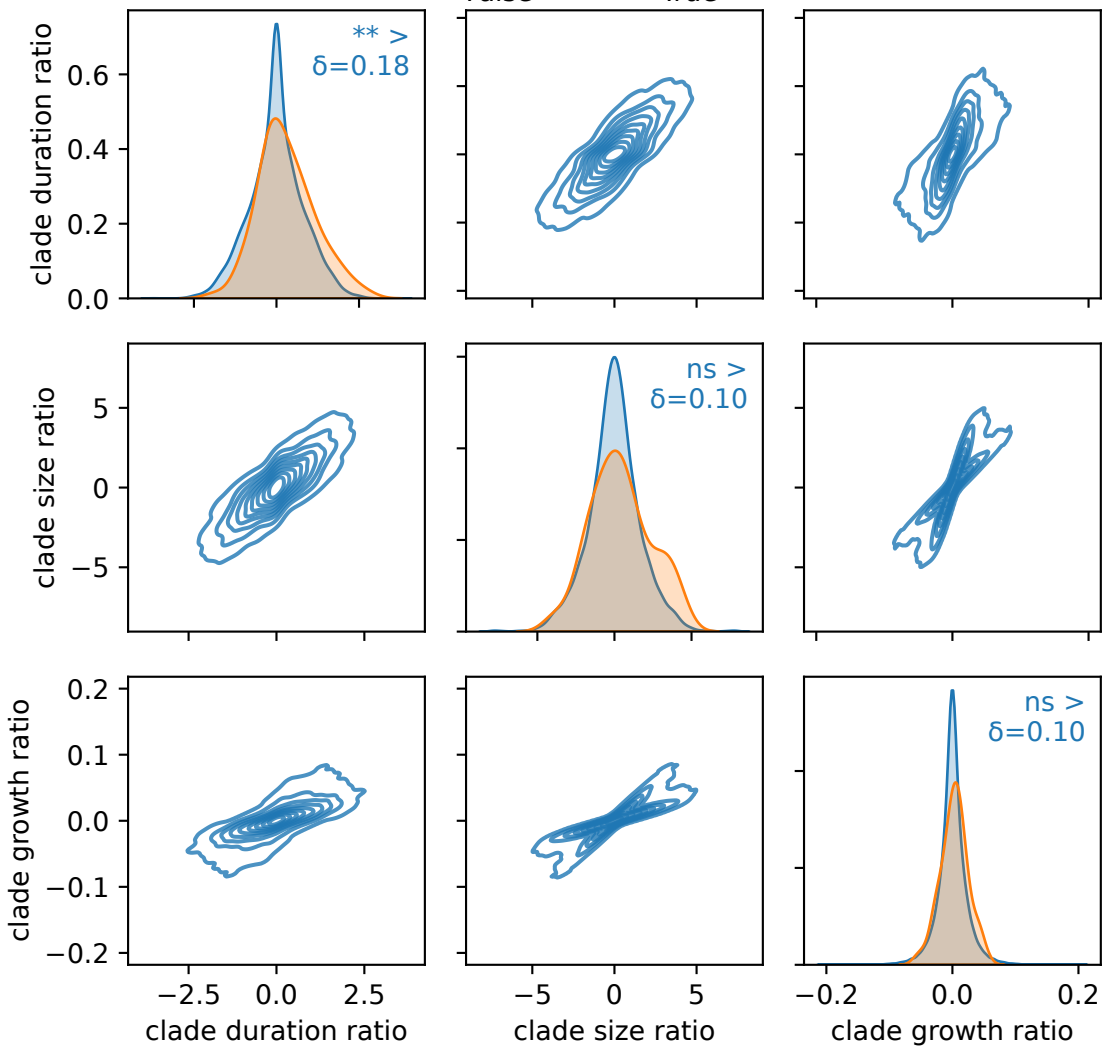 ** >
δ=0.18
clade duration ratio
0.6
0.4
0.2
0.0
ns >
δ=0.10
clade size ratio
5
0
−5
ns >
δ=0.10
clade growth ratio
0.2
0.1
0.0
−0.1
−0.2
−2.5 0.0 2.5
−5 0 5
−0.2 0.0 0.2
clade duration ratio
clade size ratio
clade growth ratio